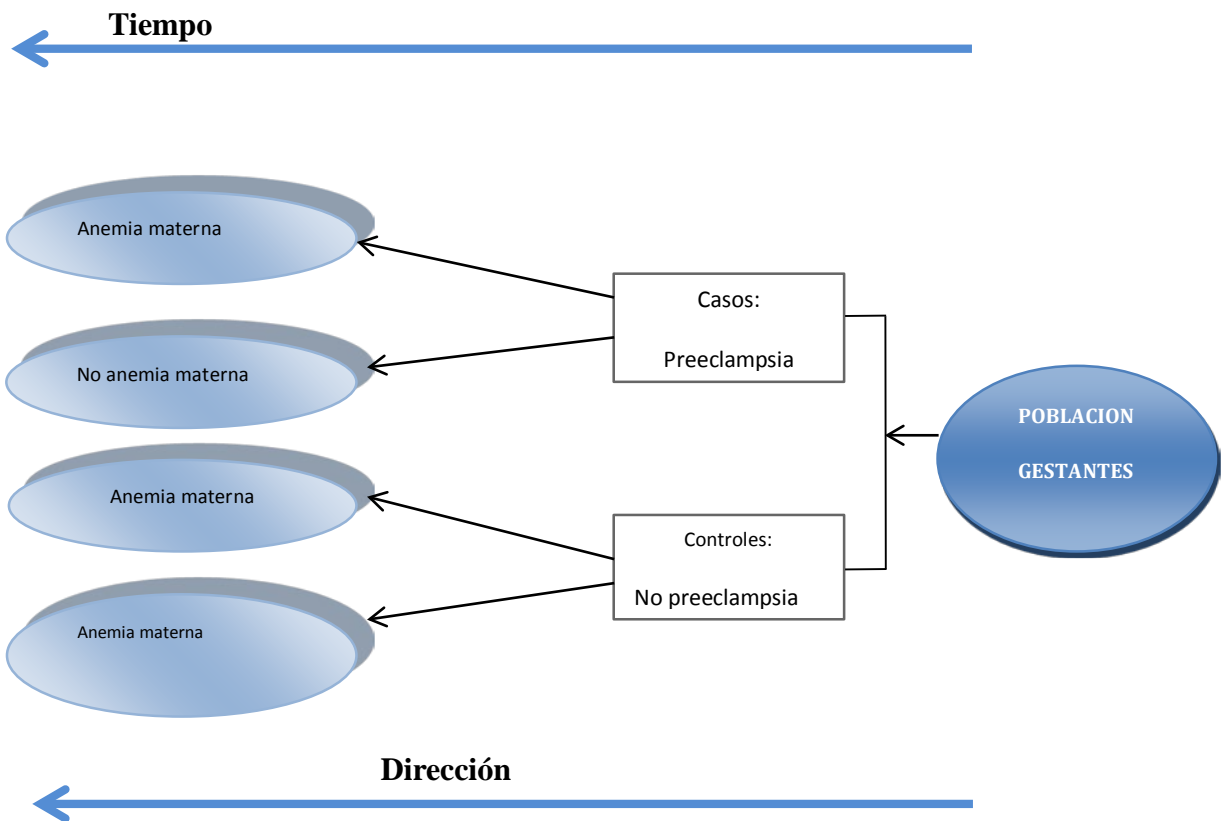 Tiempo
Anemia materna
No anemia materna
Anemia materna
Anemia materna
Casos:
Preeclampsia
Controles:
No preeclampsia
POBLACION
GESTANTES
Dirección